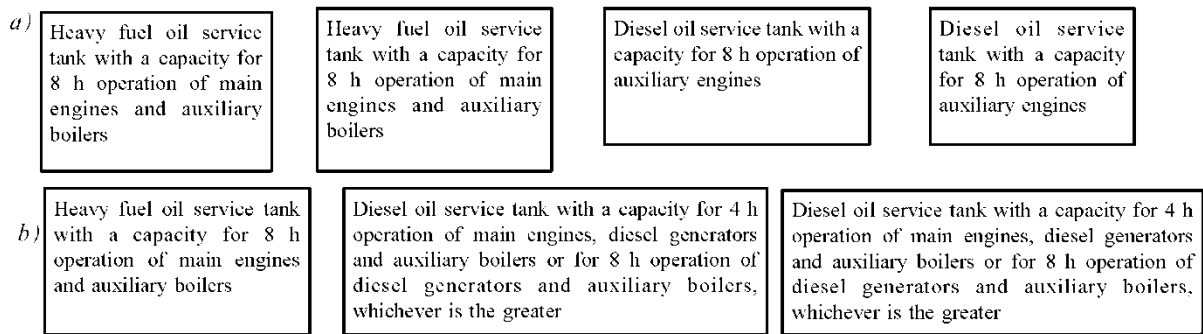 a)
Heavy fuel oil service
tank with a capacity for
8 h operation of main
engines and auxiliary
boilers
Heavy fuel oil service
tank with a capacity for
8 h operation of main
engines and auxiliary
boilers
Diesel oil service tank with a
capacity for 8 h operation of
auxiliary engines
Diesel oil service
tank with a capacity
for 8 h operation of
auxiliary engines
b)
Heavy fuel oil service tank
with a capacity for 8 h
operation of main engines
and auxiliary boilers
Diesel oil service tank with a capacity for 4 h
operation of main engines, diesel generators
and auxiliary boilers or for 8 h operation of
diesel generators and auxiliary boilers,
whichever is the greater
Diesel oil service tank with a capacity for 4 h
operation of main engines, diesel generators
and auxiliary boilers or for 8 h operation of
diesel generators and auxiliary boilers,
whichever is the greater